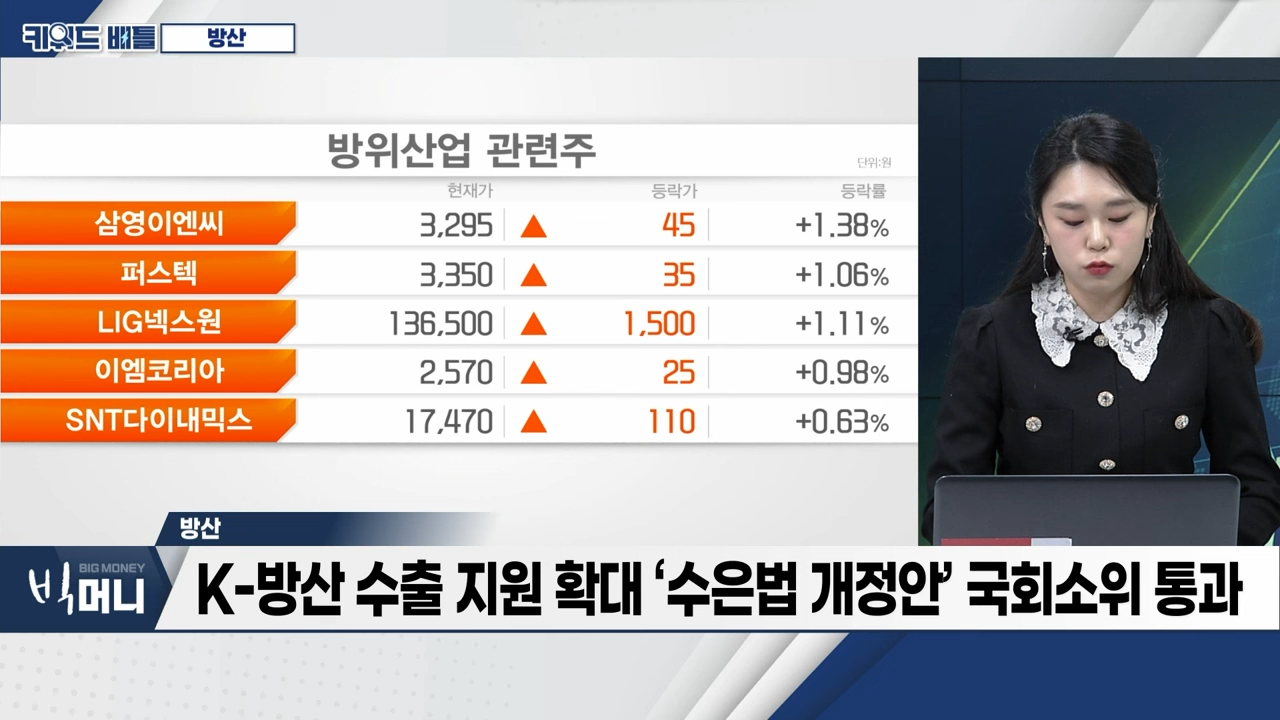 키워드 배틀 방산
방위산업 관련주
단위:원
현재가 등락가 등락률
삼영이엔씨 3,295 ▲ 45 +1.38%
퍼스텍 3,350 ▲ 35 +1.06%
LIG넥스원 136,500 ▲ 1,500 +1.11%
이엠코리아 2,570 ▲ 25 +0.98%
SNT다이내믹스 17,470 ▲ 110 +0.63%
방산
BIG MONEY
빅머니
K-방산 수출 지원 확대 ‘수은법 개정안’ 국회소위 통과